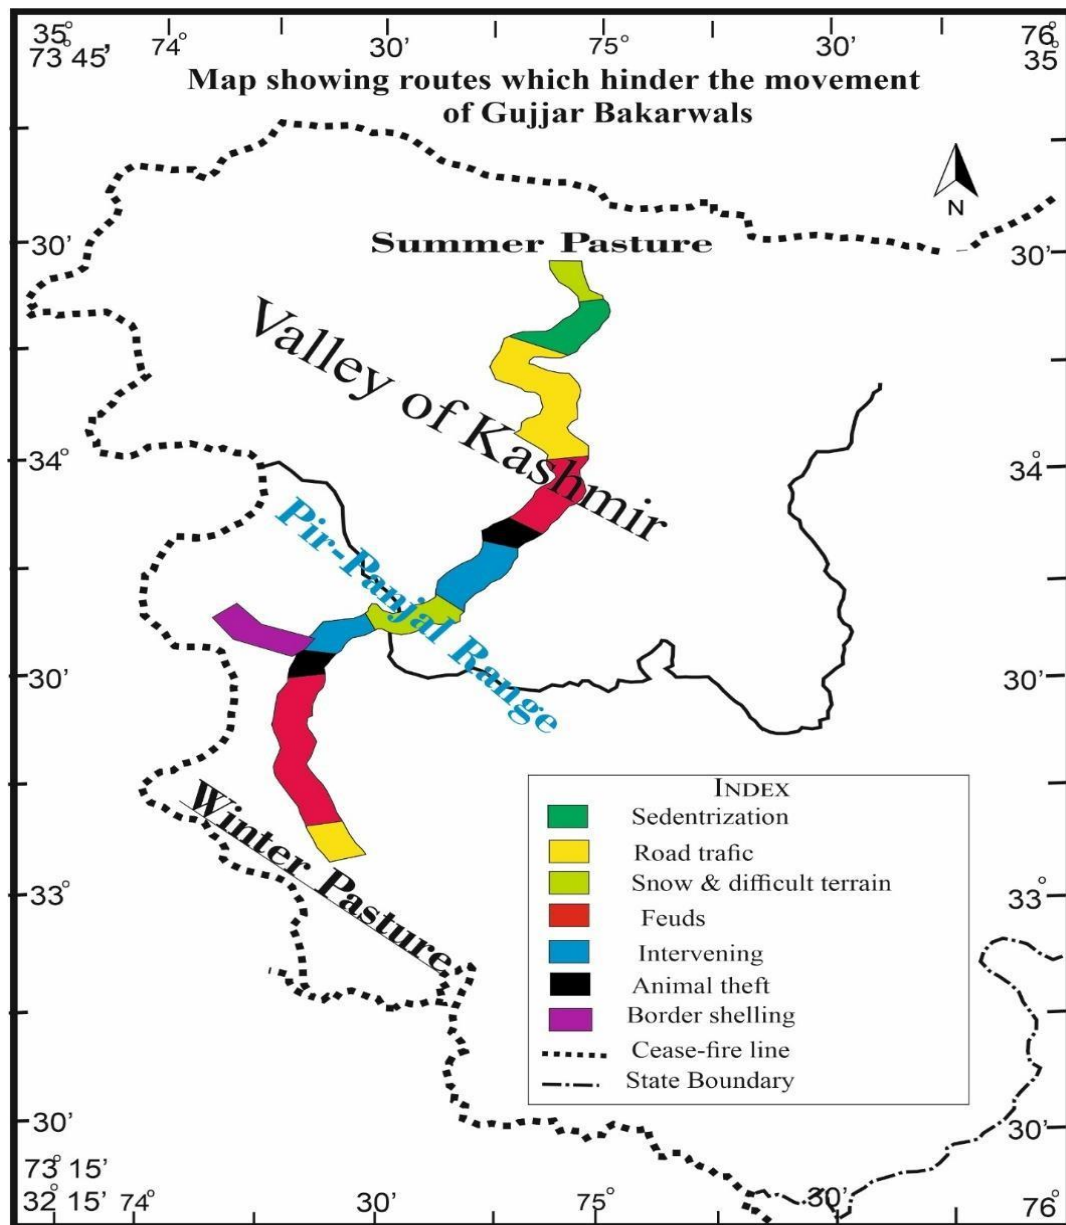 35° 74° 30' 75° 30' 76°
73° 45' 35°
Map showing routes which hinder the movement
of Gujjar Bakarwals
N
30' Summer Pasture 30'
Valley of Kashmir
34° 34°
Pir-Panjal Range
30' 30'
Winter Pasture
INDEX
Sedentrization
Road trafic
Snow & difficult terrain
33° 33°
Feuds
Intervening
Animal theft
Border shelling
Cease-fire line
State Boundary
30' 30'
73° 15'
32° 15' 74° 30' 75° 30' 76°